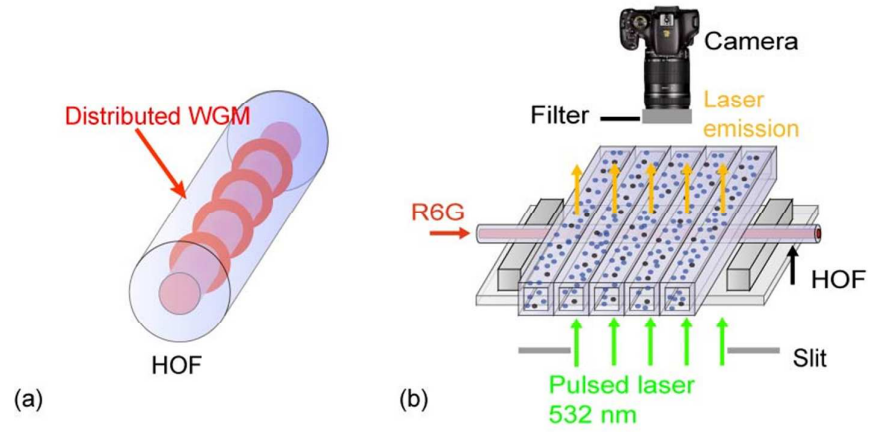 Distributed WGM
HOF
(a)
Camera
Filter
Laser
emission
R6G
HOF
Slit
Pulsed laser
532 nm
(b)